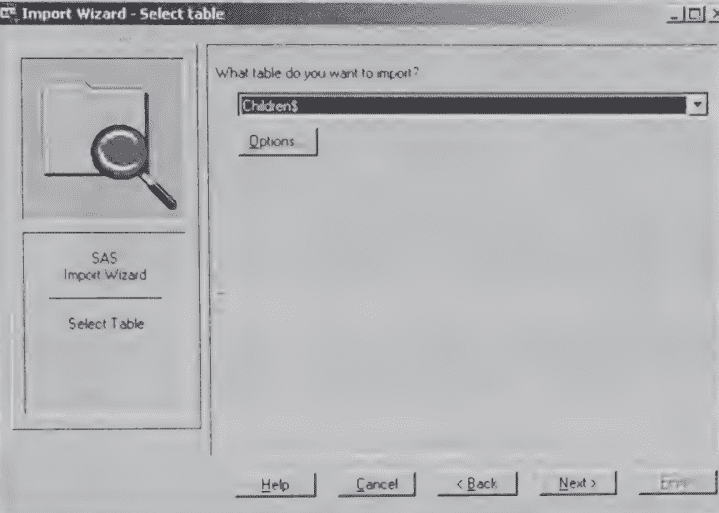 Import Wizard - Select table
What table do you want to import?
Children$
Options...
SAS
Import Wizard
Select Table
Help
Cancel
< Back
Next >